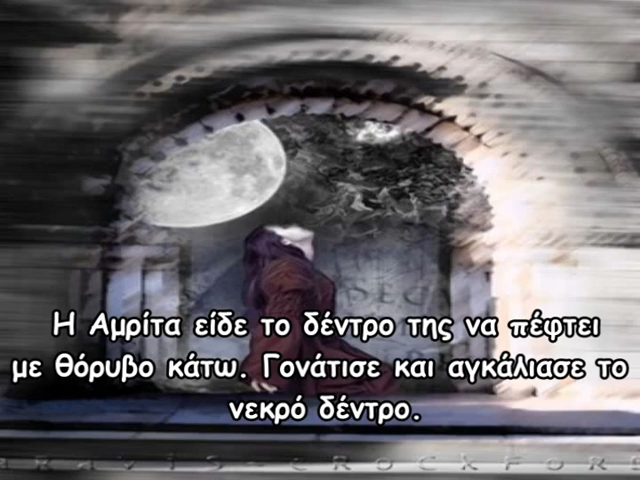 Η Αμρίτα είδε το δέντρο της να πέφτει
με θόρυβο κάτω. Γονάτισε και αγκάλιασε το
νεκρό δέντρο.